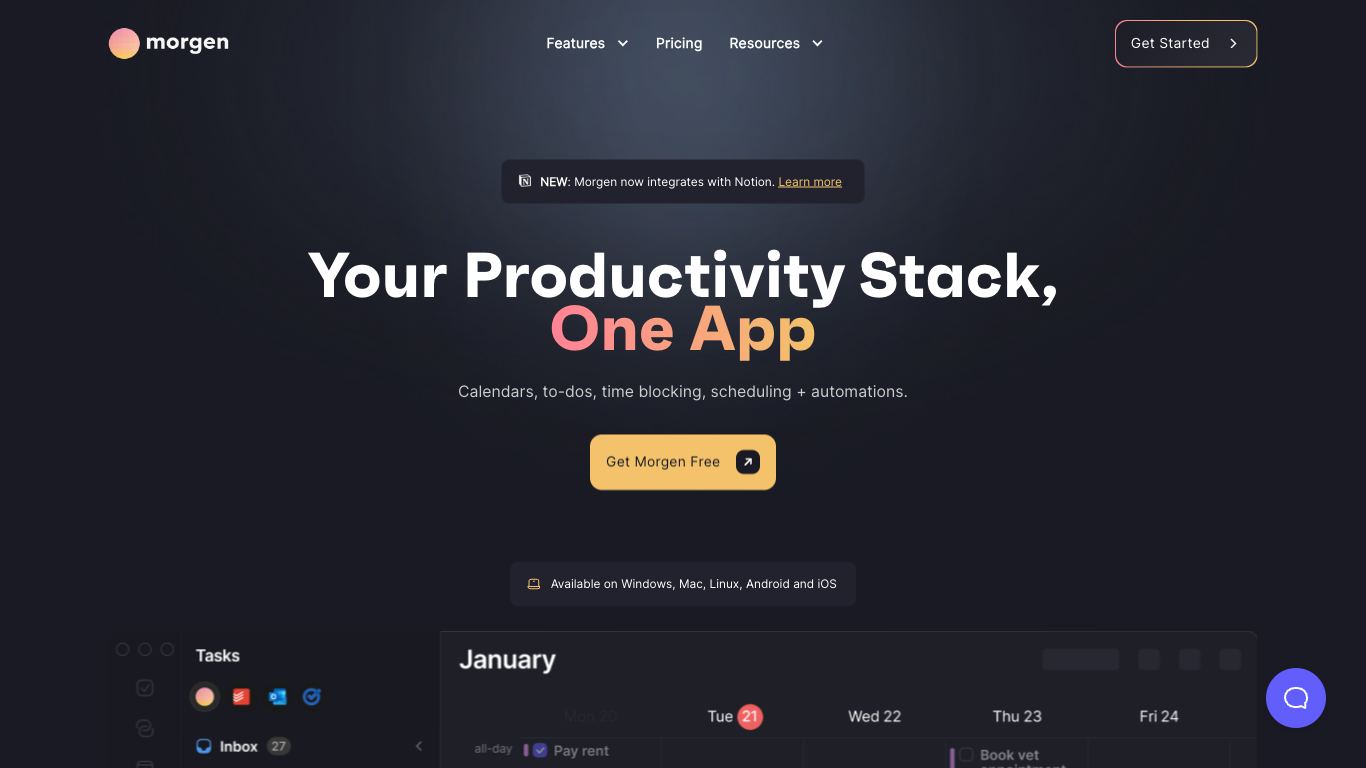 morgen
Features
Pricing
Resources
Get Started
NEW: Morgen now integrates with Notion. Learn more
Your Productivity Stack,
One App
Calendars, to-dos, time blocking, scheduling + automations.
Get Morgen Free
Available on Windows, Mac, Linux, Android and iOS
Tasks
January
Mon 20
Tue 21
Wed 22
Thu 23
Fri 24
Inbox 27
all-day
Pay rent
Book vet
appointment